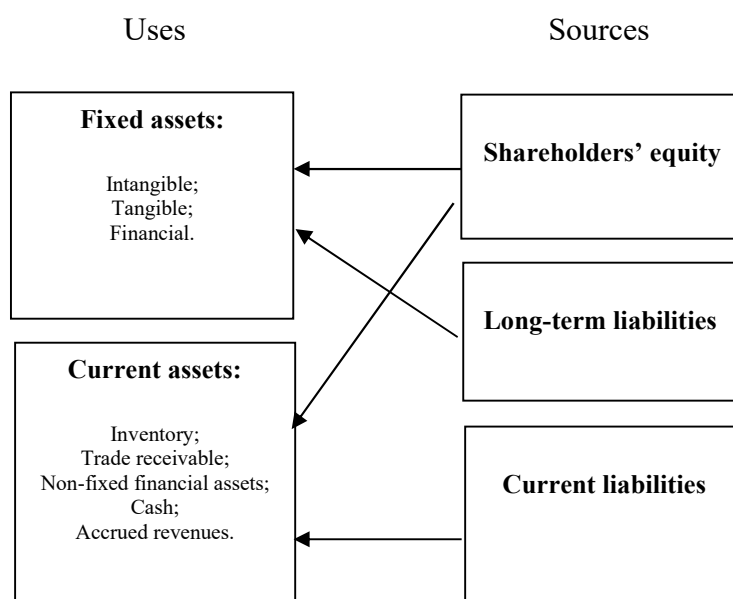 Uses
Sources
Fixed assets:
Intangible;
Tangible;
Financial.
Shareholders’ equity
Long-term liabilities
Current assets:
Inventory;
Trade receivable;
Non-fixed financial assets;
Cash;
Accrued revenues.
Current liabilities